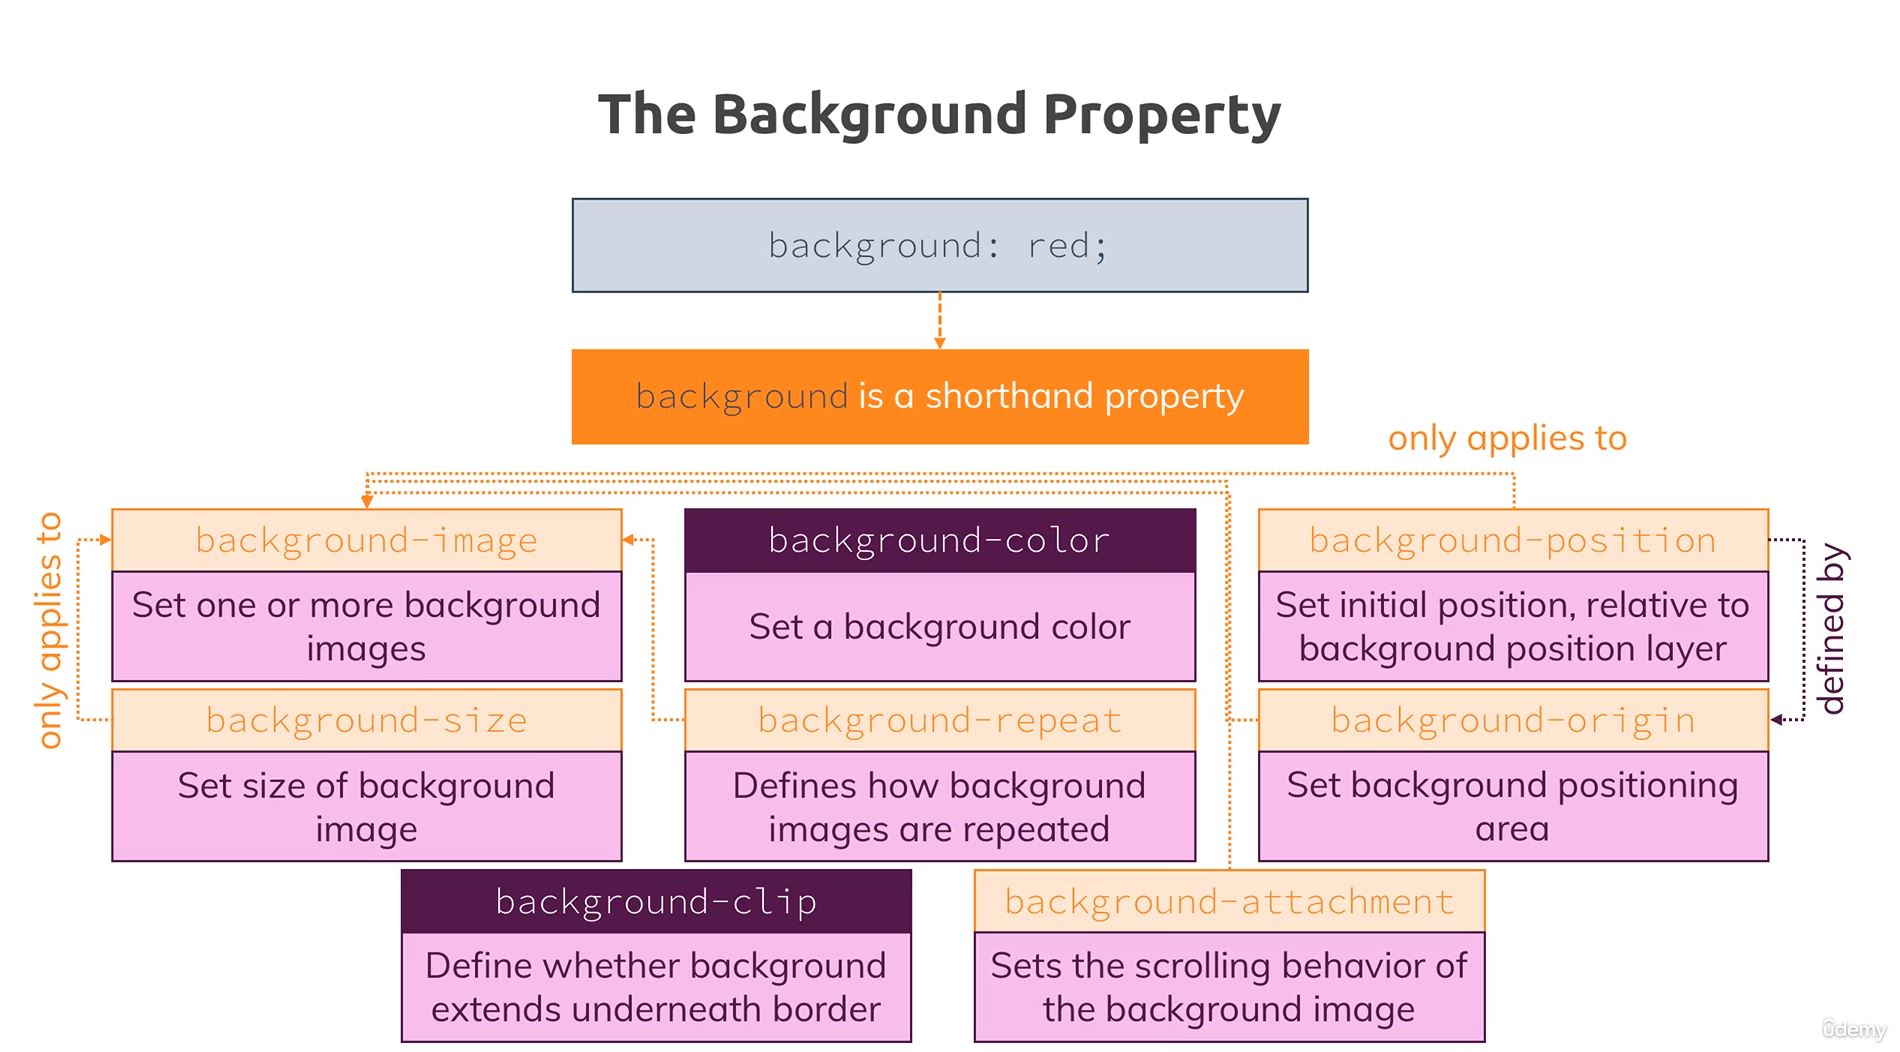 The Background Property
background: red;
background is a shorthand property
only applies to
only applies to
background-image
Set one or more background
images
background-color
Set a background color
background-position
Set initial position, relative to
background position layer
defined by
background-size
Set size of background
image
background-repeat
Defines how background
images are repeated
background-origin
Set background positioning
area
background-clip
Define whether background
extends underneath border
background-attachment
Sets the scrolling behavior of
the background image
ûdemy